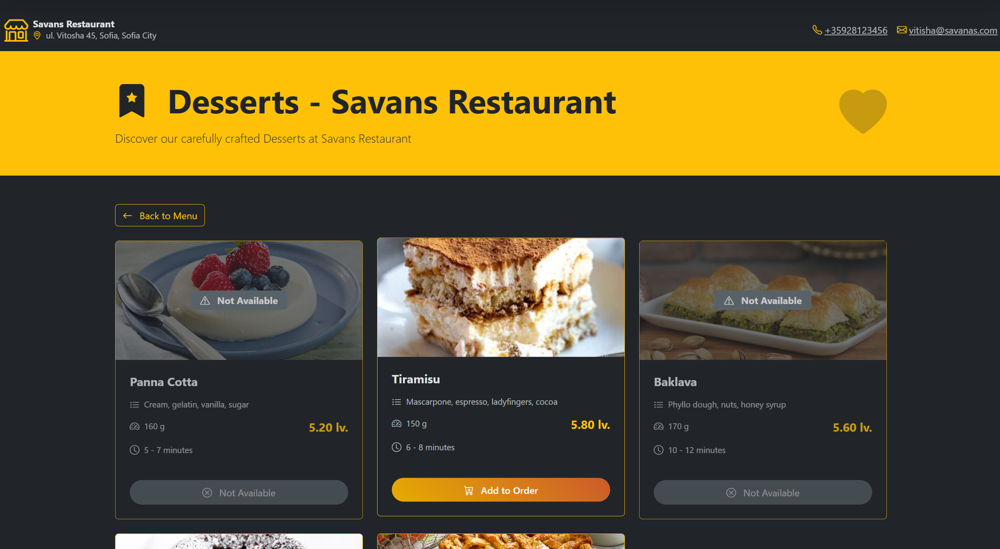 Savans Restaurant
ul. Vitosha 45, Sofia, Sofia City
+35928123456
vitisha@savanas.com
Desserts - Savans Restaurant
Discover our carefully crafted Desserts at Savans Restaurant
Back to Menu
Not Available
Panna Cotta
Cream, gelatin, vanilla, sugar
160 g
5.20 lv.
5 - 7 minutes
Not Available
Tiramisu
Mascarpone, espresso, ladyfingers, cocoa
150 g
5.80 lv.
6 - 8 minutes
Add to Order
Not Available
Baklava
Phyllo dough, nuts, honey syrup
170 g
5.60 lv.
10 - 12 minutes
Not Available